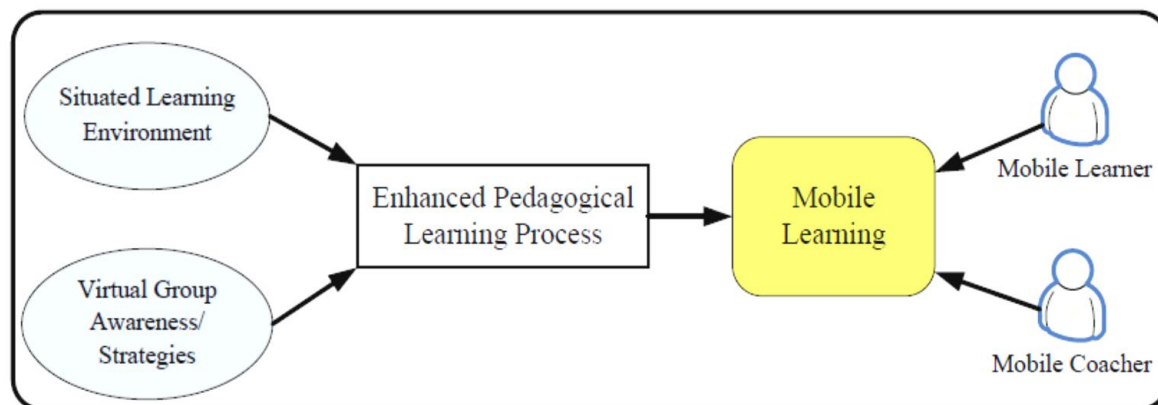 Situated Learning
Environment
Virtual Group
Awareness/
Strategies
Enhanced Pedagogical
Learning Process
Mobile
Learning
Mobile Learner
Mobile Coacher